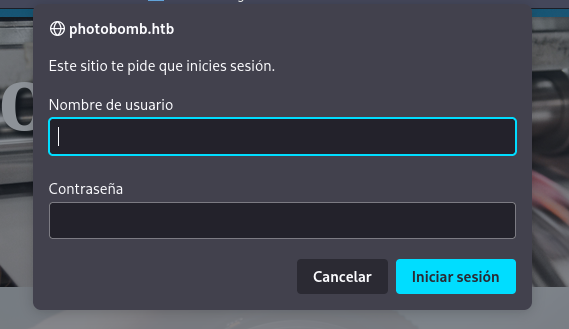 photobomb.htb
Este sitio te pide que inicies sesión.
Nombre de usuario
Contraseña
Cancelar
Iniciar sesión